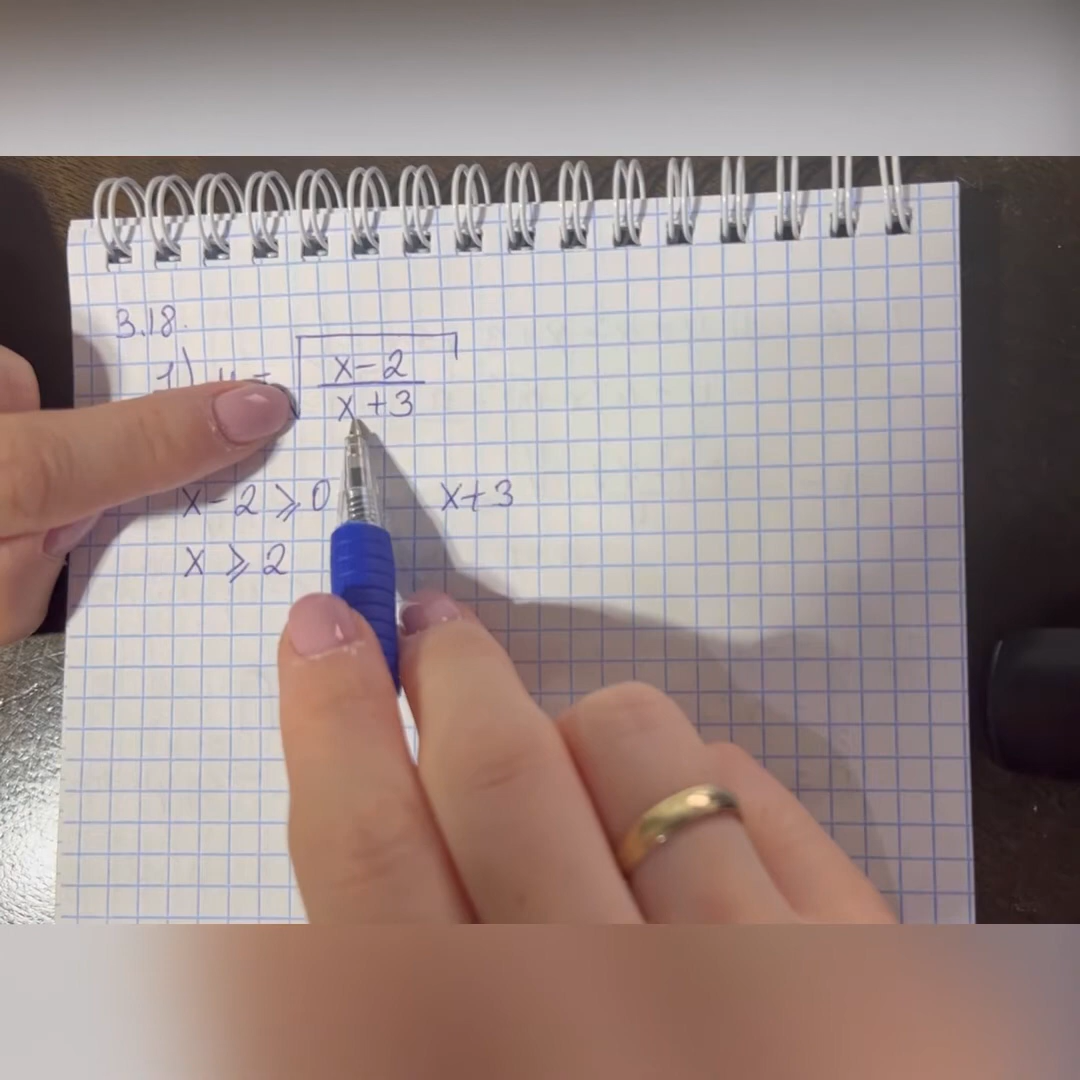 3.18.
1) y = √((x-2)/(x+3))
x-2 ⩾ 0 x+3
x ⩾ 2